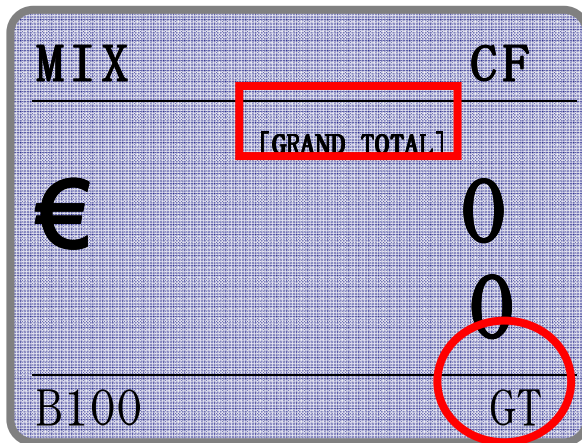 MIX CF
[GRAND TOTAL]
€ 0
0
B100 GT